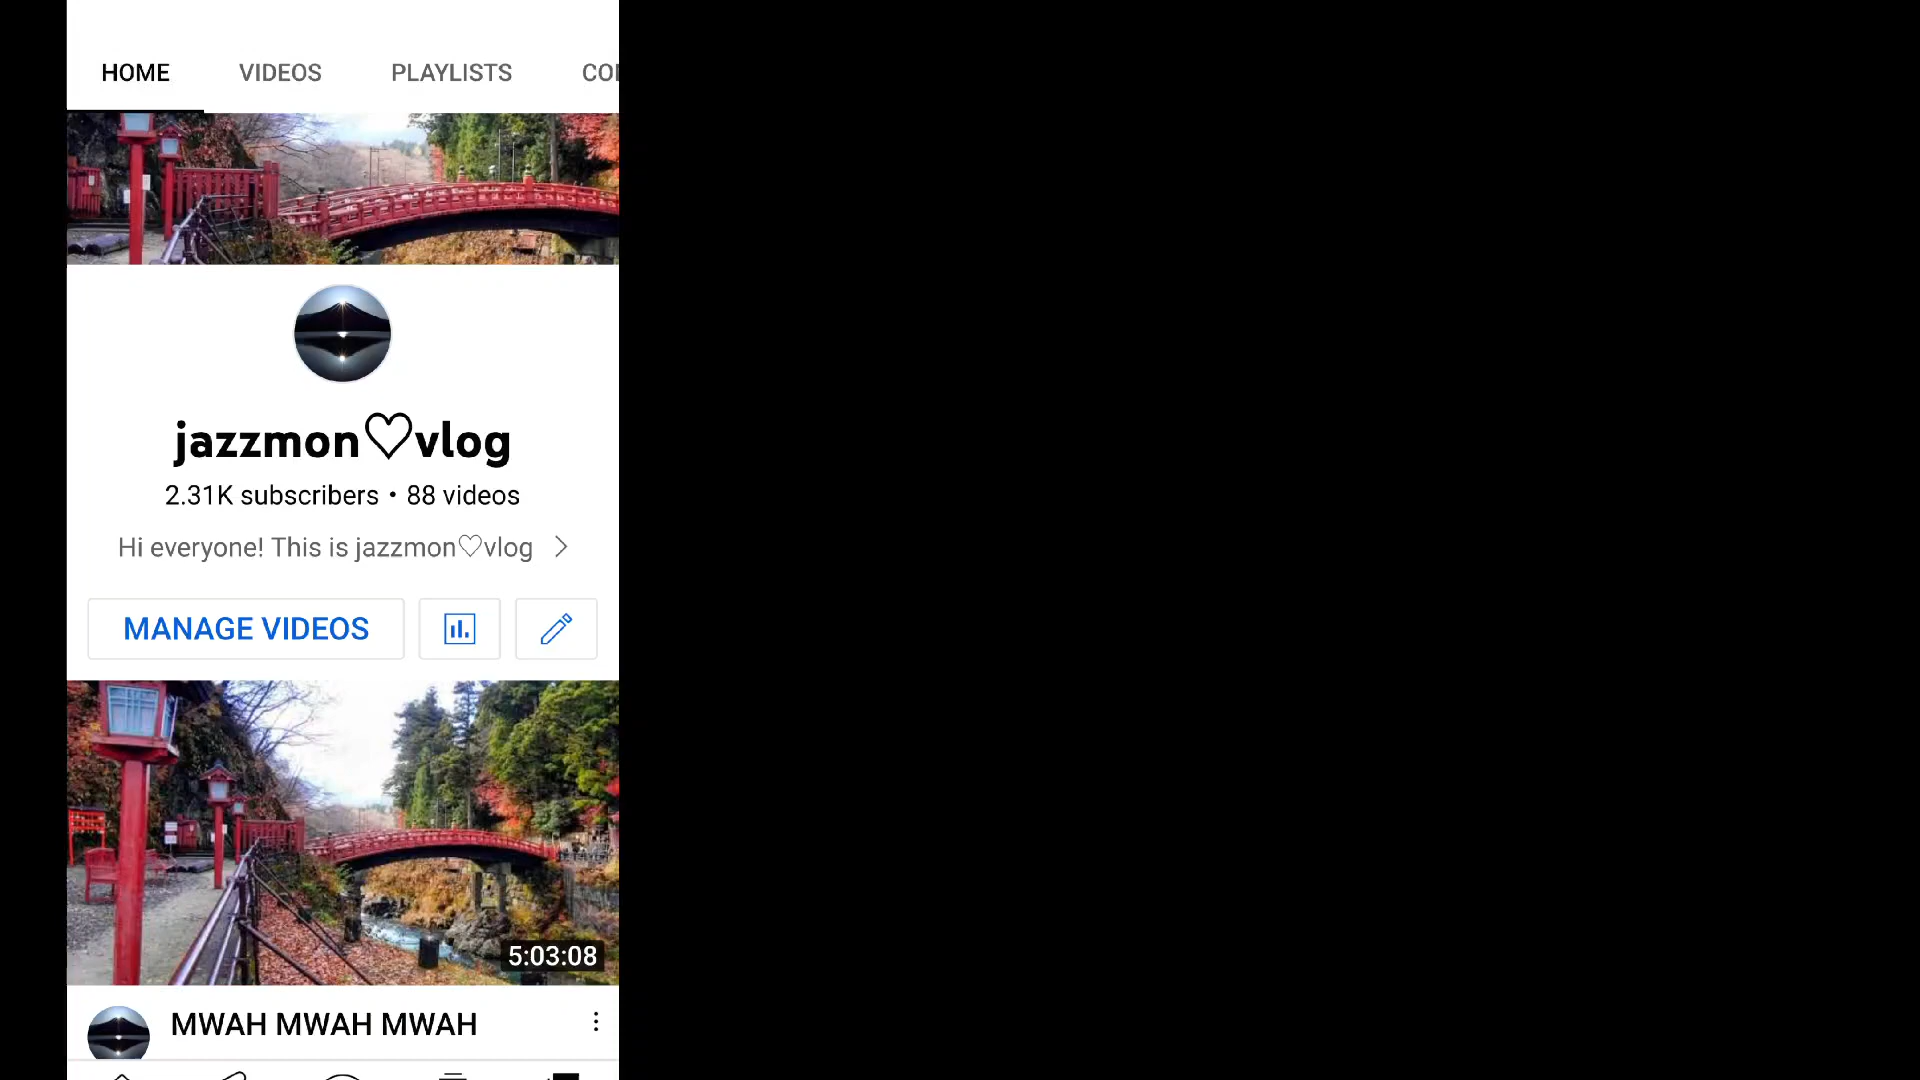 HOME VIDEOS PLAYLISTS
jazzmon♡vlog
2.31K subscribers • 88 videos
Hi everyone! This is jazzmon♡vlog
MANAGE VIDEOS
5:03:08
MWAH MWAH MWAH